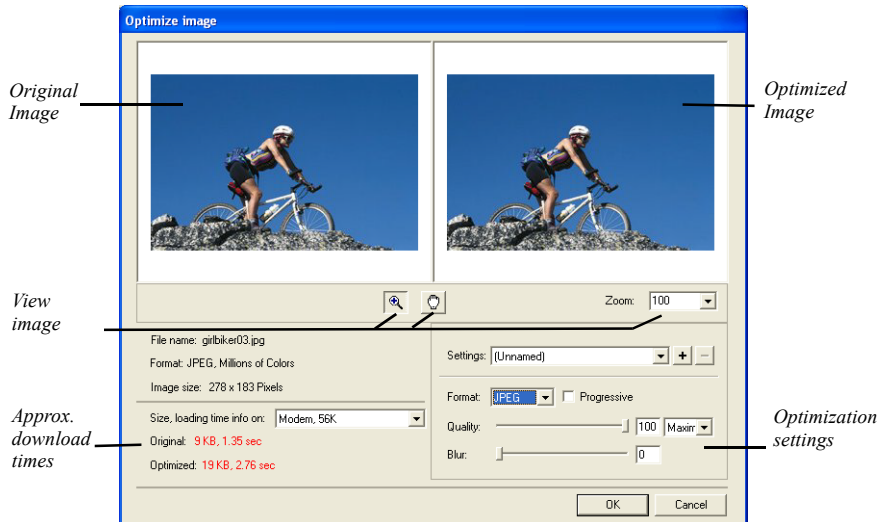 Optimize image
Original
Image
Optimized
Image
View
image
Zoom: 100
File name: girlbiker03.jpg
Format: JPEG, Millions of Colors
Image size: 278 x 183 Pixels
Settings: (Unnamed)
Format: JPEG Progressive
Quality: 100 Maxim
Blur: 0
Approx.
download
times
Size, loading time info on: Modem, 56K
Original: 9 KB, 1.35 sec
Optimized: 19 KB, 2.76 sec
Optimization
settings
OK Cancel